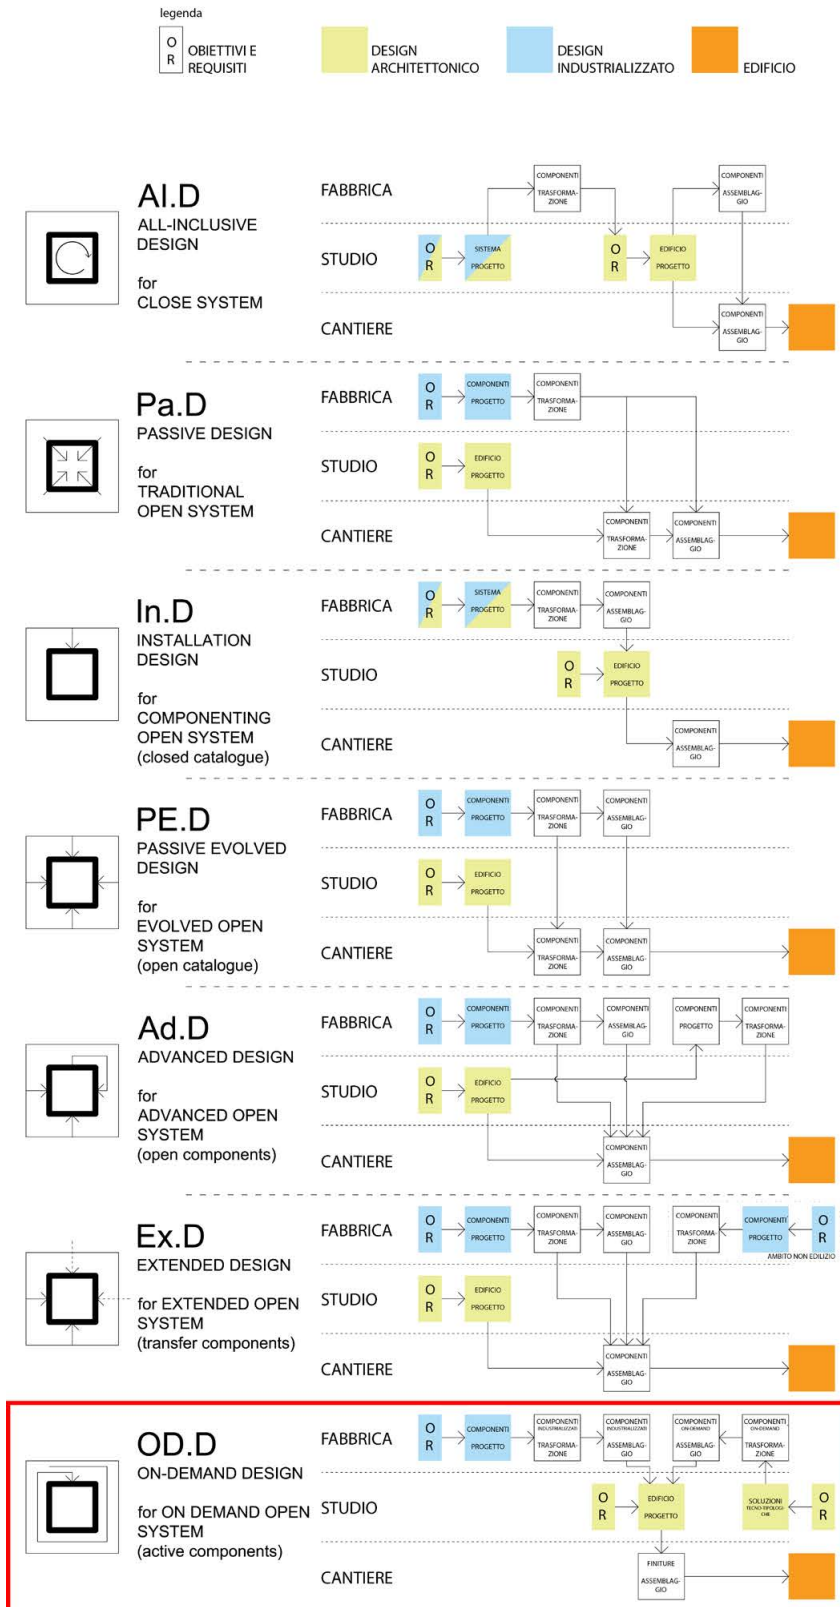 legenda
O
R
OBIETTIVI E
REQUISITI
DESIGN
ARCHITETTONICO
DESIGN
INDUSTRIALIZZATO
EDIFICIO
AI.D
ALL-INCLUSIVE
DESIGN
for
CLOSE SYSTEM
FABBRICA
COMPONENTI
TRASFORMA-
ZIONE
COMPONENTI
ASSEMBLAG-
GIO
STUDIO
O
R
SISTEMA
PROGETTO
O
R
EDIFICIO
PROGETTO
CANTIERE
COMPONENTI
ASSEMBLAG-
GIO
Pa.D
PASSIVE DESIGN
for
TRADITIONAL
OPEN SYSTEM
FABBRICA
O
R
COMPONENTI
PROGETTO
COMPONENTI
TRASFORMA-
ZIONE
STUDIO
O
R
EDIFICIO
PROGETTO
CANTIERE
COMPONENTI
TRASFORMA-
ZIONE
COMPONENTI
ASSEMBLAG-
GIO
In.D
INSTALLATION
DESIGN
for
COMPONENTING
OPEN SYSTEM
(closed catalogue)
FABBRICA
O
R
SISTEMA
PROGETTO
COMPONENTI
TRASFORMA-
ZIONE
COMPONENTI
ASSEMBLAG-
GIO
STUDIO
O
R
EDIFICIO
PROGETTO
CANTIERE
COMPONENTI
ASSEMBLAG-
GIO
PE.D
PASSIVE EVOLVED
DESIGN
for
EVOLVED OPEN
SYSTEM
(open catalogue)
FABBRICA
O
R
COMPONENTI
PROGETTO
COMPONENTI
TRASFORMA-
ZIONE
COMPONENTI
ASSEMBLAG-
GIO
STUDIO
O
R
EDIFICIO
PROGETTO
CANTIERE
COMPONENTI
TRASFORMA-
ZIONE
COMPONENTI
ASSEMBLAG-
GIO
Ad.D
ADVANCED DESIGN
for
ADVANCED OPEN
SYSTEM
(open components)
FABBRICA
O
R
COMPONENTI
PROGETTO
COMPONENTI
TRASFORMA-
ZIONE
COMPONENTI
ASSEMBLAG-
GIO
COMPONENTI
PROGETTO
COMPONENTI
TRASFORMA-
ZIONE
STUDIO
O
R
EDIFICIO
PROGETTO
CANTIERE
COMPONENTI
ASSEMBLAG-
GIO
Ex.D
EXTENDED DESIGN
for EXTENDED OPEN
SYSTEM
(transfer components)
FABBRICA
O
R
COMPONENTI
PROGETTO
COMPONENTI
TRASFORMA-
ZIONE
COMPONENTI
ASSEMBLAG-
GIO
COMPONENTI
TRASFORMA-
ZIONE
COMPONENTI
PROGETTO
O
R
AMBITO NON EDILIZIO
STUDIO
O
R
EDIFICIO
PROGETTO
CANTIERE
COMPONENTI
ASSEMBLAG-
GIO
OD.D
ON-DEMAND DESIGN
for ON DEMAND OPEN
SYSTEM
(active components)
FABBRICA
O
R
COMPONENTI
PROGETTO
COMPONENTI
INDUSTRIALIZZATI
TRASFORMA-
ZIONE
COMPONENTI
INDUSTRIALIZZATI
ASSEMBLAG-
GIO
COMPONENTI
ON-DEMAND
ASSEMBLAG-
GIO
COMPONENTI
ON-DEMAND
TRASFORMA-
ZIONE
STUDIO
O
R
EDIFICIO
PROGETTO
SOLUZIONI
TECNO-TIPOLOGI-
CHE
O
R
CANTIERE
FINITURE
ASSEMBLAG-
GIO